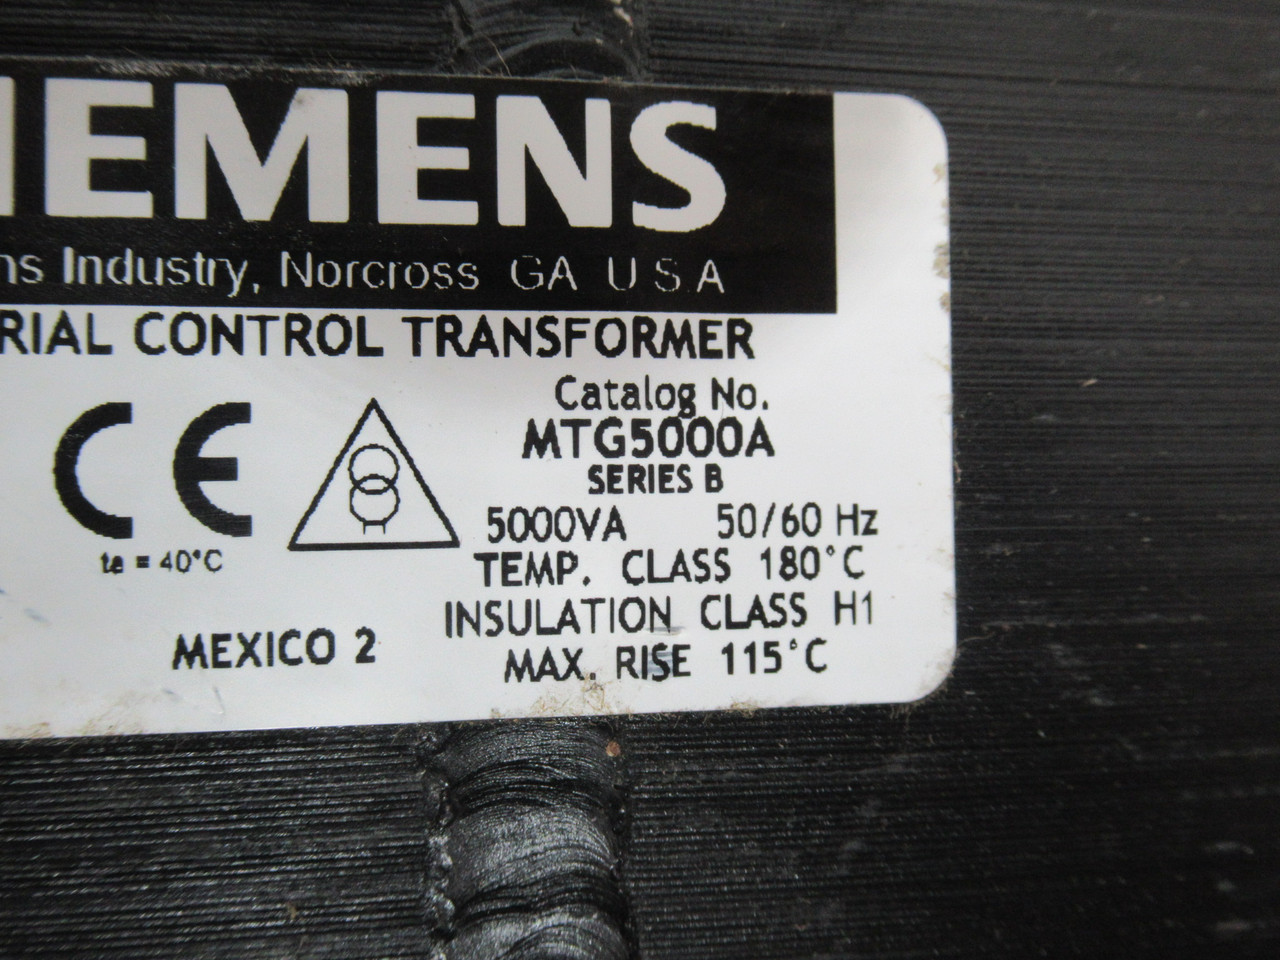 IEMENS
ns Industry, Norcross GA U S A
RIAL CONTROL TRANSFORMER
CE
ta = 40°C
MEXICO 2
Catalog No.
MTG5000A
SERIES B
5000VA 50/60 Hz
TEMP. CLASS 180°C
INSULATION CLASS H1
MAX. RISE 115°C